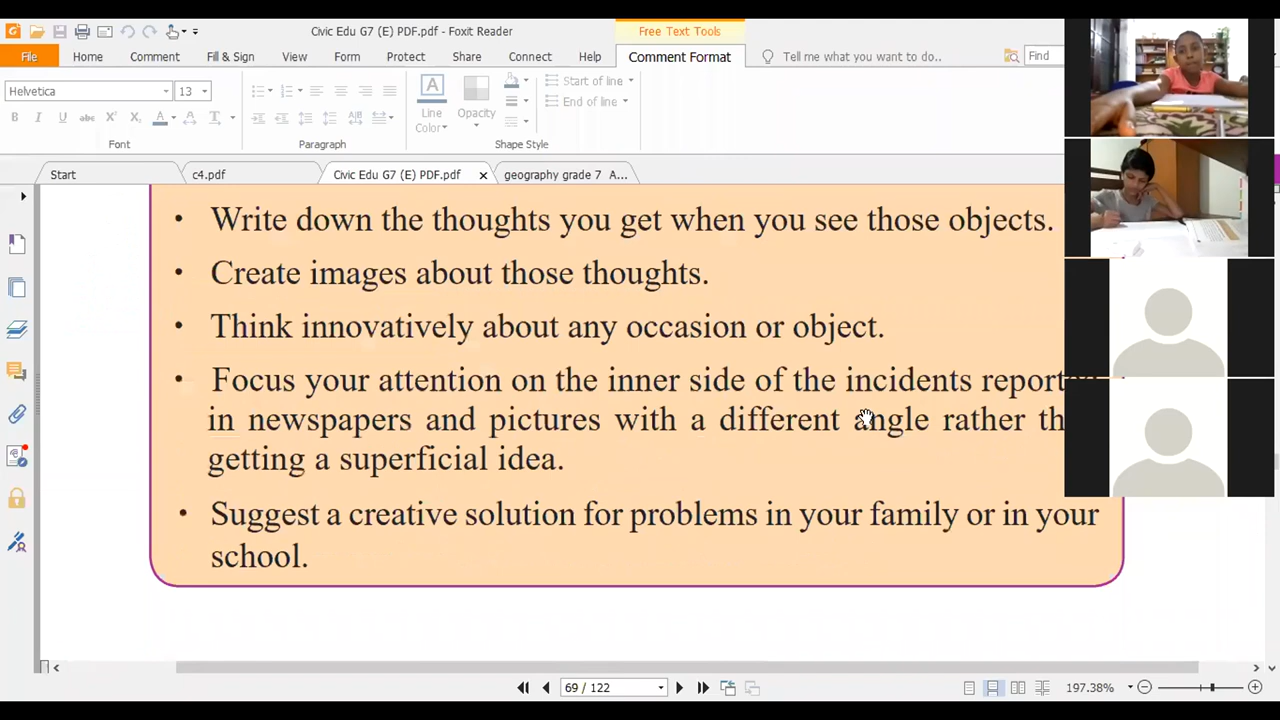 Civic Edu G7 (E) PDF.pdf - Foxit Reader
Free Text Tools
File Home Comment Fill & Sign View Form Protect Share Connect Help Comment Format Tell me what you want to do.. Find
Helvetica 13
Line Color
Opacity
Start of line
End of line
Font Paragraph Shape Style
Start c4.pdf Civic Edu G7 (E) PDF.pdf geography grade 7 A...
• Write down the thoughts you get when you see those objects.
• Create images about those thoughts.
• Think innovatively about any occasion or object.
• Focus your attention on the inner side of the incidents
in newspapers and pictures with a different angle rather
getting a superficial idea.
• Suggest a creative solution for problems in your family or in your
school.
69 / 122
197.38%